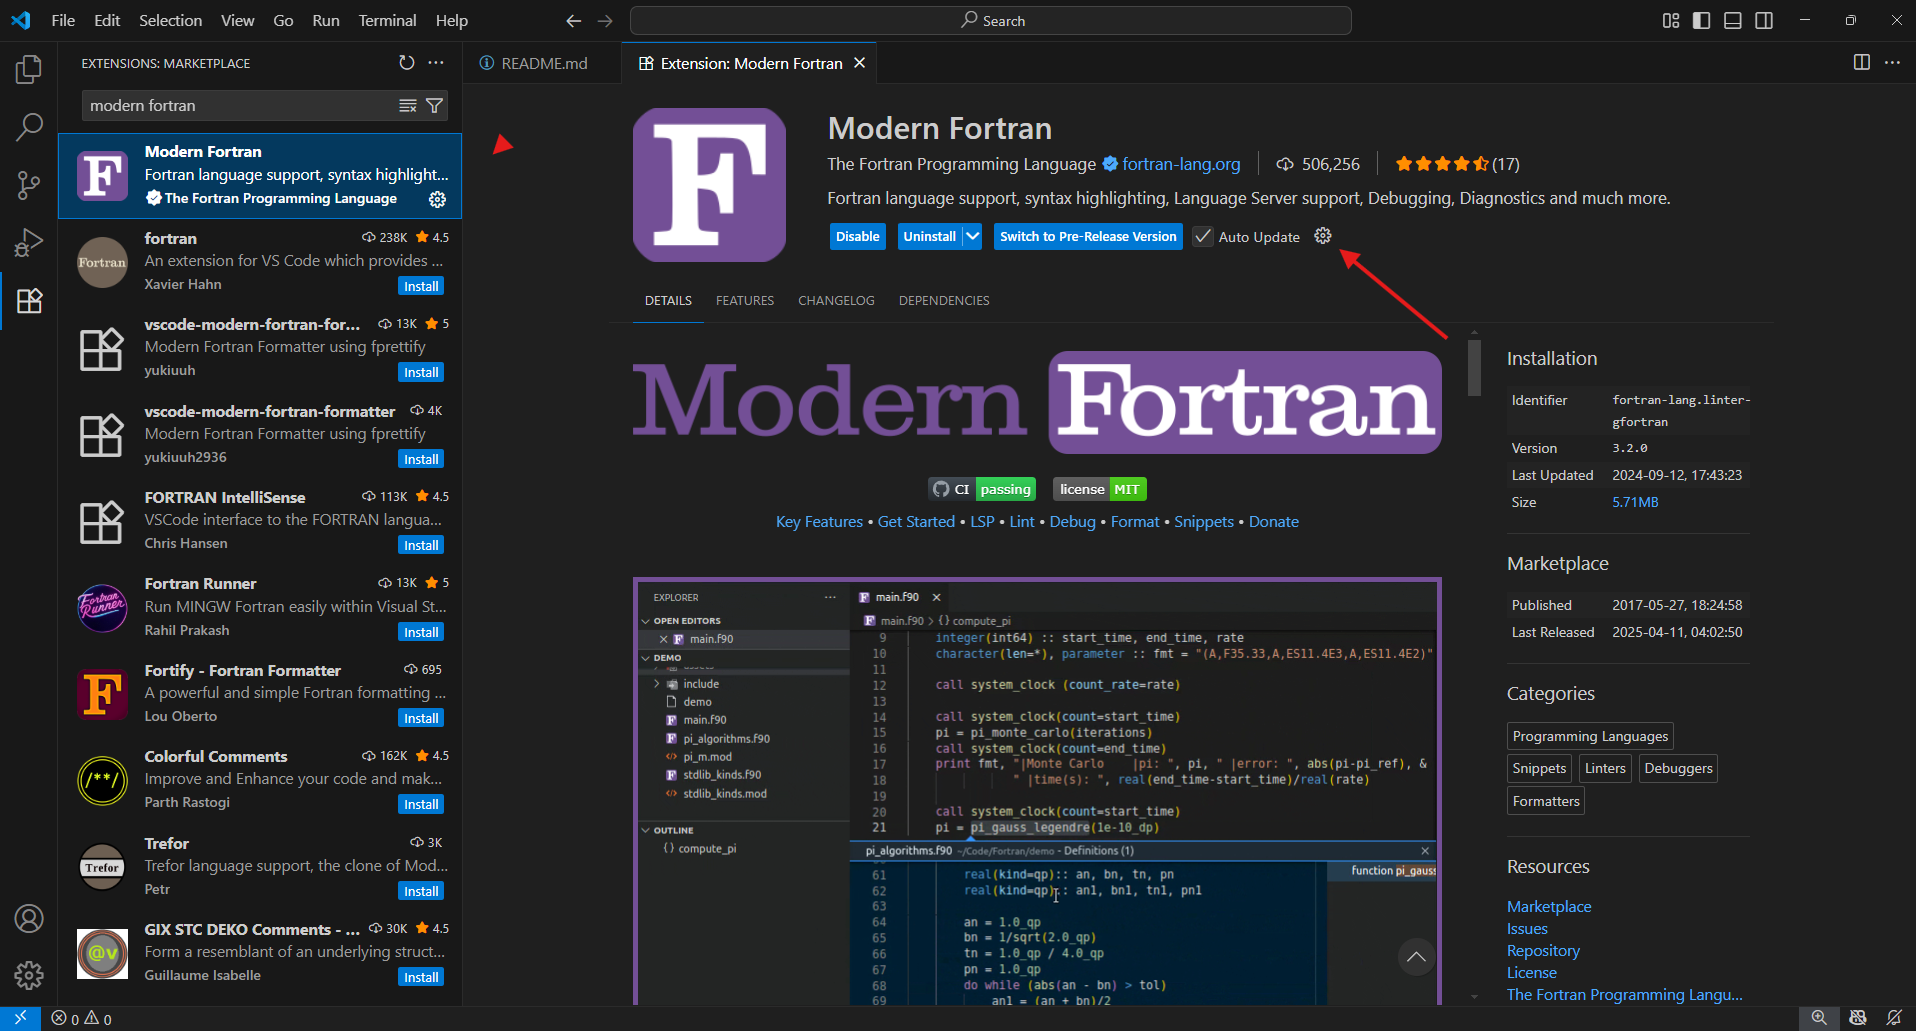 File Edit Selection View Go Run Terminal Help
Search
EXTENSIONS: MARKETPLACE
modern fortran
Modern Fortran
Fortran language support, syntax highlight...
The Fortran Programming Language
fortran 238K 4.5
An extension for VS Code which provides ...
Xavier Hahn
Install
vscode-modern-fortran-for... 13K 5
Modern Fortran Formatter using fprettify
yukiuuh
Install
vscode-modern-fortran-formatter 4K
Modern Fortran Formatter using fprettify
yukiuuh2936
Install
FORTRAN IntelliSense 113K 4.5
VSCode interface to the FORTRAN langua...
Chris Hansen
Install
Fortran Runner 13K 5
Run MINGW Fortran easily within Visual St...
Rahil Prakash
Install
Fortify - Fortran Formatter 695
A powerful and simple Fortran formatting ...
Lou Oberto
Install
Colorful Comments 162K 4.5
Improve and Enhance your code and mak...
Parth Rastogi
Install
Trefor 3K
Trefor language support, the clone of Mod...
Petr
Install
GIX STC DEKO Comments - ... 30K 4.5
Form a resemblant of an underlying struct...
Guillaume Isabelle
Install
F
Fortran
Fortran Runner
F
/**/
Trefor
@v
README.md
Extension: Modern Fortran
F
Modern Fortran
The Fortran Programming Language fortran-lang.org 506,256 (17)
Fortran language support, syntax highlighting, Language Server support, Debugging, Diagnostics and much more.
Disable Uninstall Switch to Pre-Release Version Auto Update
DETAILS FEATURES CHANGELOG DEPENDENCIES
Modern Fortran
CI passing license MIT
Key Features • Get Started • LSP • Lint • Debug • Format • Snippets • Donate
EXPLORER ...
OPEN EDITORS
main.f90
DEMO
include
demo
main.f90
pi_algorithms.f90
pi_m.mod
stdlib_kinds.f90
stdlib_kinds.mod
OUTLINE
{} compute_pi
main.f90
main.f90 > {} compute_pi
9 integer(int64) :: start_time, end_time, rate
10 character(len=*), parameter :: fmt = "(A,F35.33,A,ES11.4E3,A,ES11.4E2)"
11
12 call system_clock (count_rate=rate)
13
14 call system_clock(count=start_time)
15 pi = pi_monte_carlo(iterations)
16 call system_clock(count=end_time)
17 print fmt, "|Monte Carlo |pi: ", pi, " |error: ", abs(pi-pi_ref), &
18 " |time(s): ", real(end_time-start_time)/real(rate)
19
20 call system_clock(count=start_time)
21 pi = pi_gauss_legendre(1e-10_dp)
pi_algorithms.f90 ~/Code/Fortran/demo - Definitions (1)
61 real(kind=qp):: an, bn, tn, pn
62 real(kind=qp):: an1, bn1, tn1, pn1
63
64 an = 1.0_qp
65 bn = 1/sqrt(2.0_qp)
66 tn = 1.0_qp / 4.0_qp
67 pn = 1.0_qp
68 do while (abs(an - bn) > tol)
69 an1 = (an + bn)/2
function pi_gauss
Installation
Identifier fortran-lang.linter-
gfortran
Version 3.2.0
Last Updated 2024-09-12, 17:43:23
Size 5.71MB
Marketplace
Published 2017-05-27, 18:24:58
Last Released 2025-04-11, 04:02:50
Categories
Programming Languages
Snippets Linters Debuggers
Formatters
Resources
Marketplace
Issues
Repository
License
The Fortran Programming Langu...
0 0